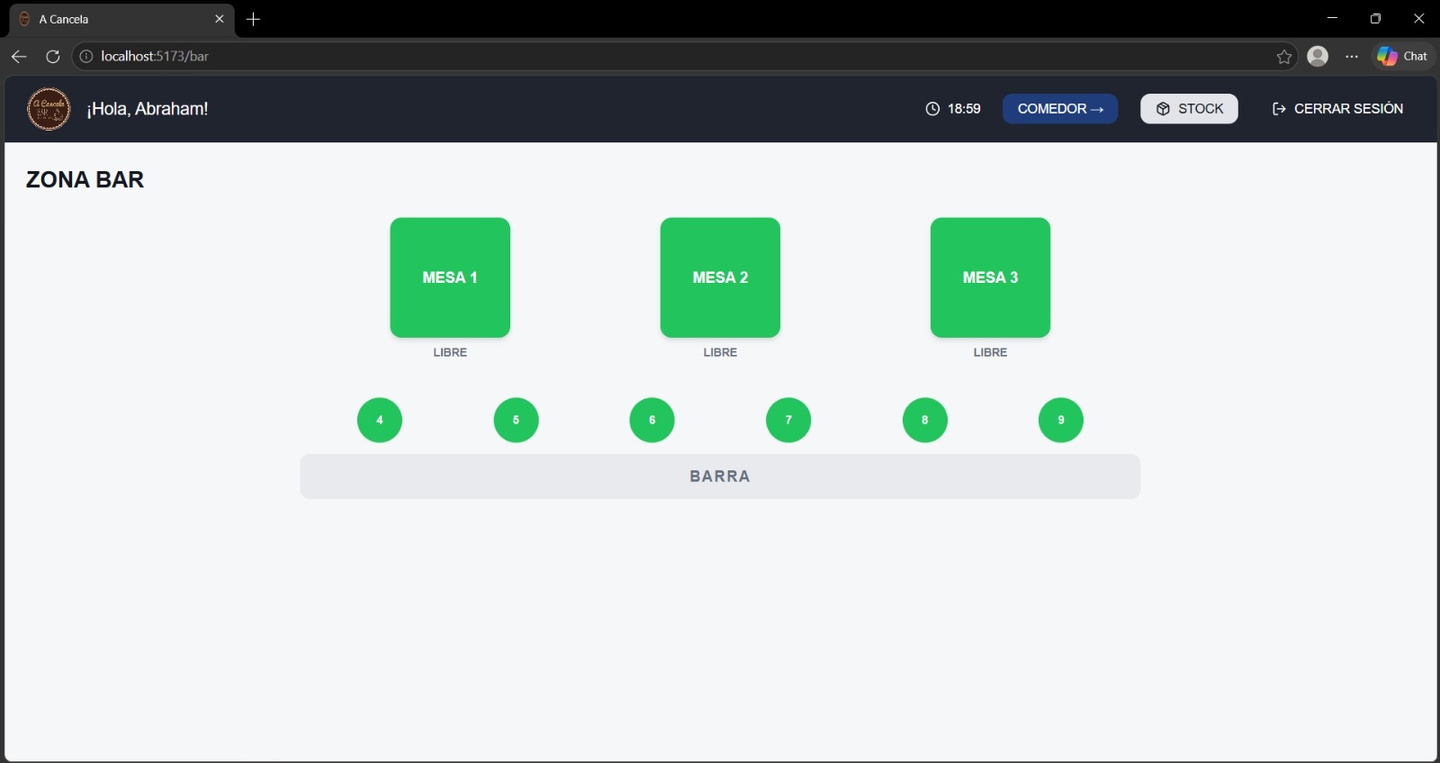 A Cancela
localhost:5173/bar
Chat
A Cancela
¡Hola, Abraham!
18:59
COMEDOR →
STOCK
CERRAR SESIÓN
ZONA BAR
MESA 1
MESA 2
MESA 3
LIBRE
LIBRE
LIBRE
4
5
6
7
8
9
BARRA